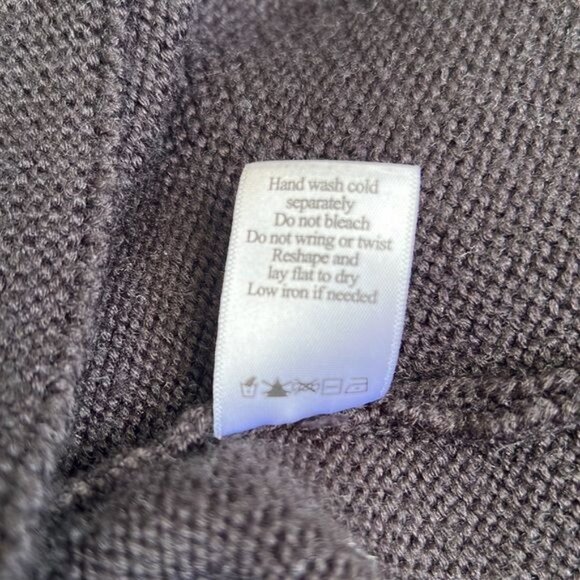 Hand wash cold
separately
Do not bleach
Do not wring or twist
Reshape and
lay flat to dry
Low iron if needed